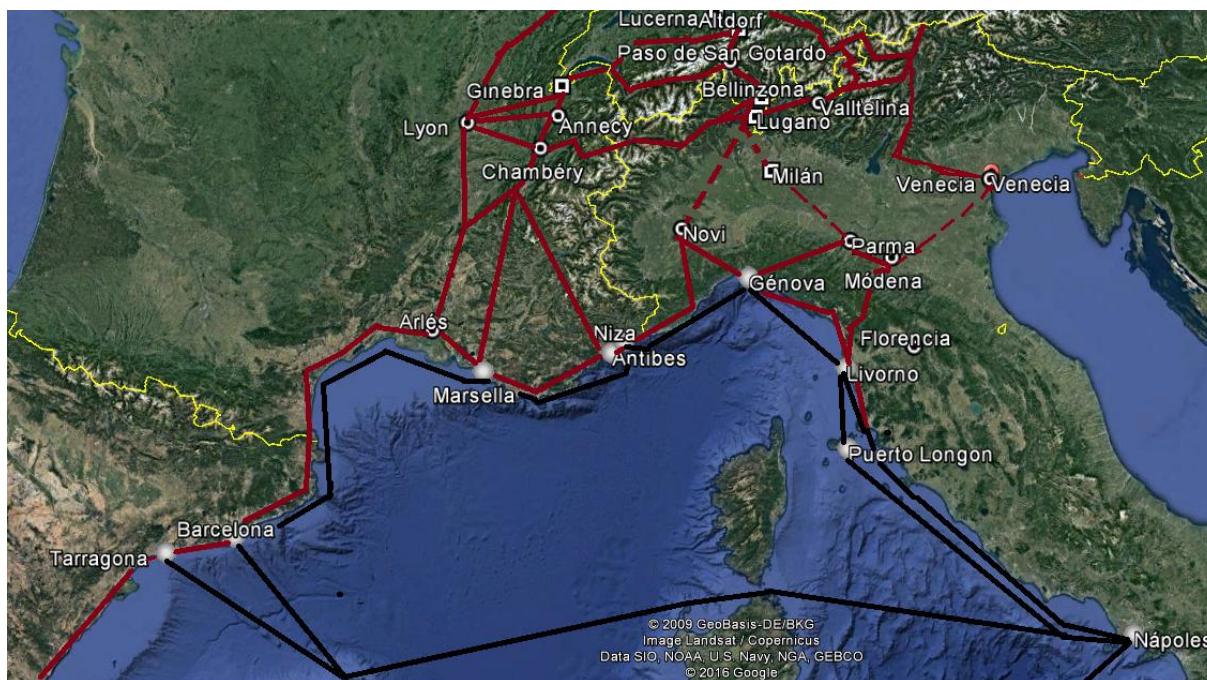 Lucerna Altdorf
Paso de San Gotardo
Ginebra
Bellinzona
Valltelina
Lyon
Annecy
Lugano
Chambéry
Milán
Venecia
Venecia
Novi
Parma
Génova
Módena
Arlés
Niza
Florencia
Antibes
Livorno
Marsella
Puerto Longon
Barcelona
Tarragona
© 2009 GeoBasis-DE/BKG
Image Landsat / Copernicus
Data SIO, NOAA, U.S. Navy, NGA, GEBCO
© 2016 Google
Nápoles